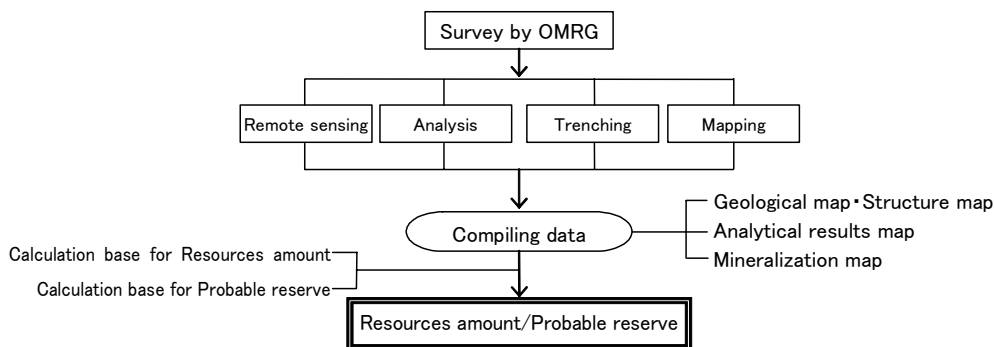 Survey by OMRG
Remote sensing
Analysis
Trenching
Mapping
Compiling data
Geological map・Structure map
Analytical results map
Mineralization map
Calculation base for Resources amount
Calculation base for Probable reserve
Resources amount/Probable reserve